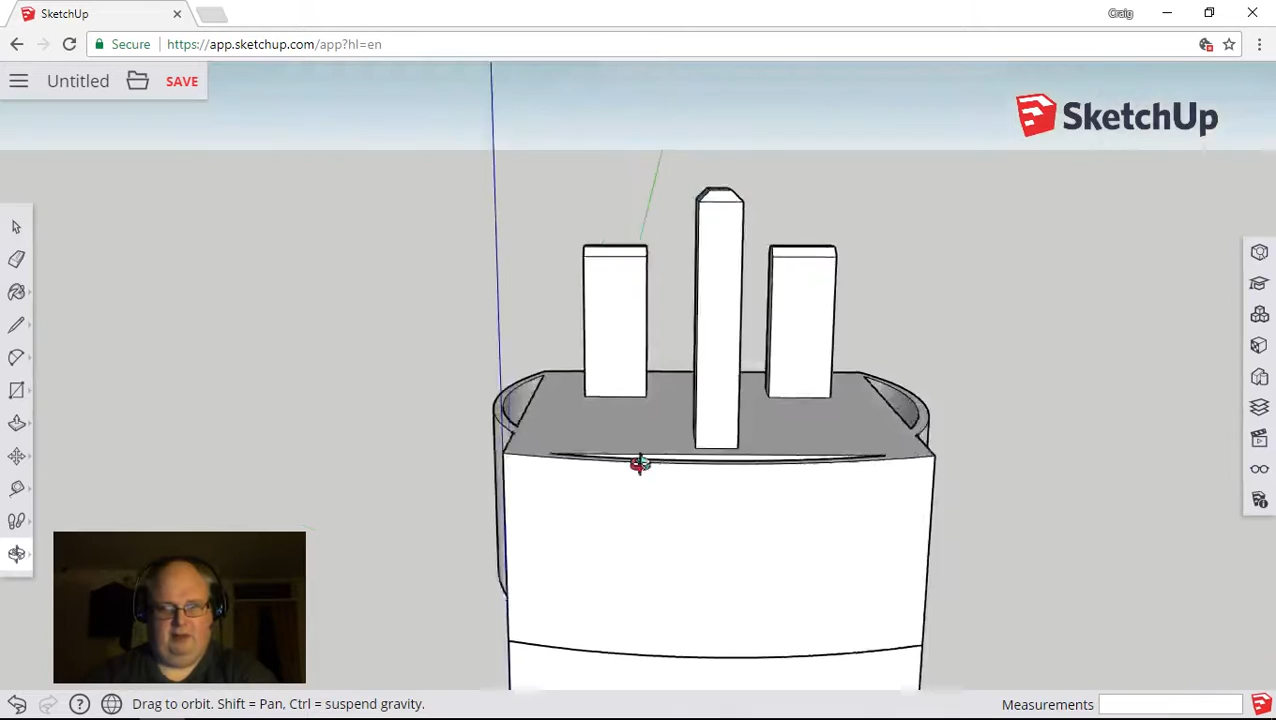 SketchUp
Craig
Secure
https://app.sketchup.com/app?hl=en
Untitled
SAVE
SketchUp
Drag to orbit. Shift = Pan, Ctrl = suspend gravity.
Measurements